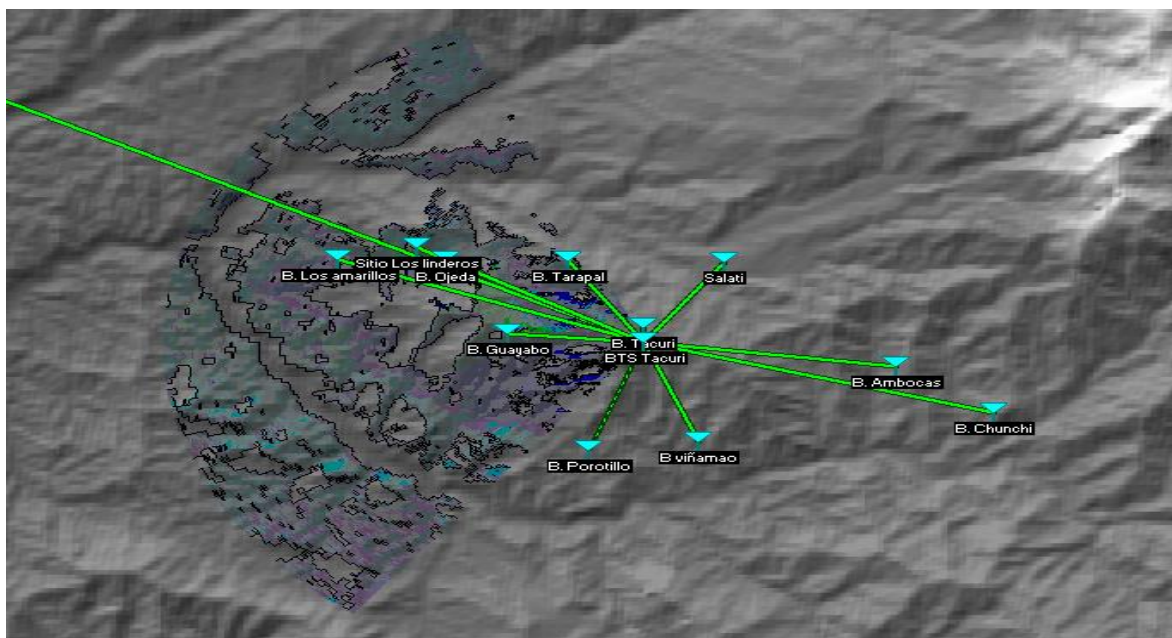 Sitio Los linderos
B. Los amarillos
B. Ojeda
B. Tarapal
Salati
B. Guayabo
B. Tacuri
BTS Tacuri
B. Ambocas
B. Chunchi
B. Porotillo
B viñamao